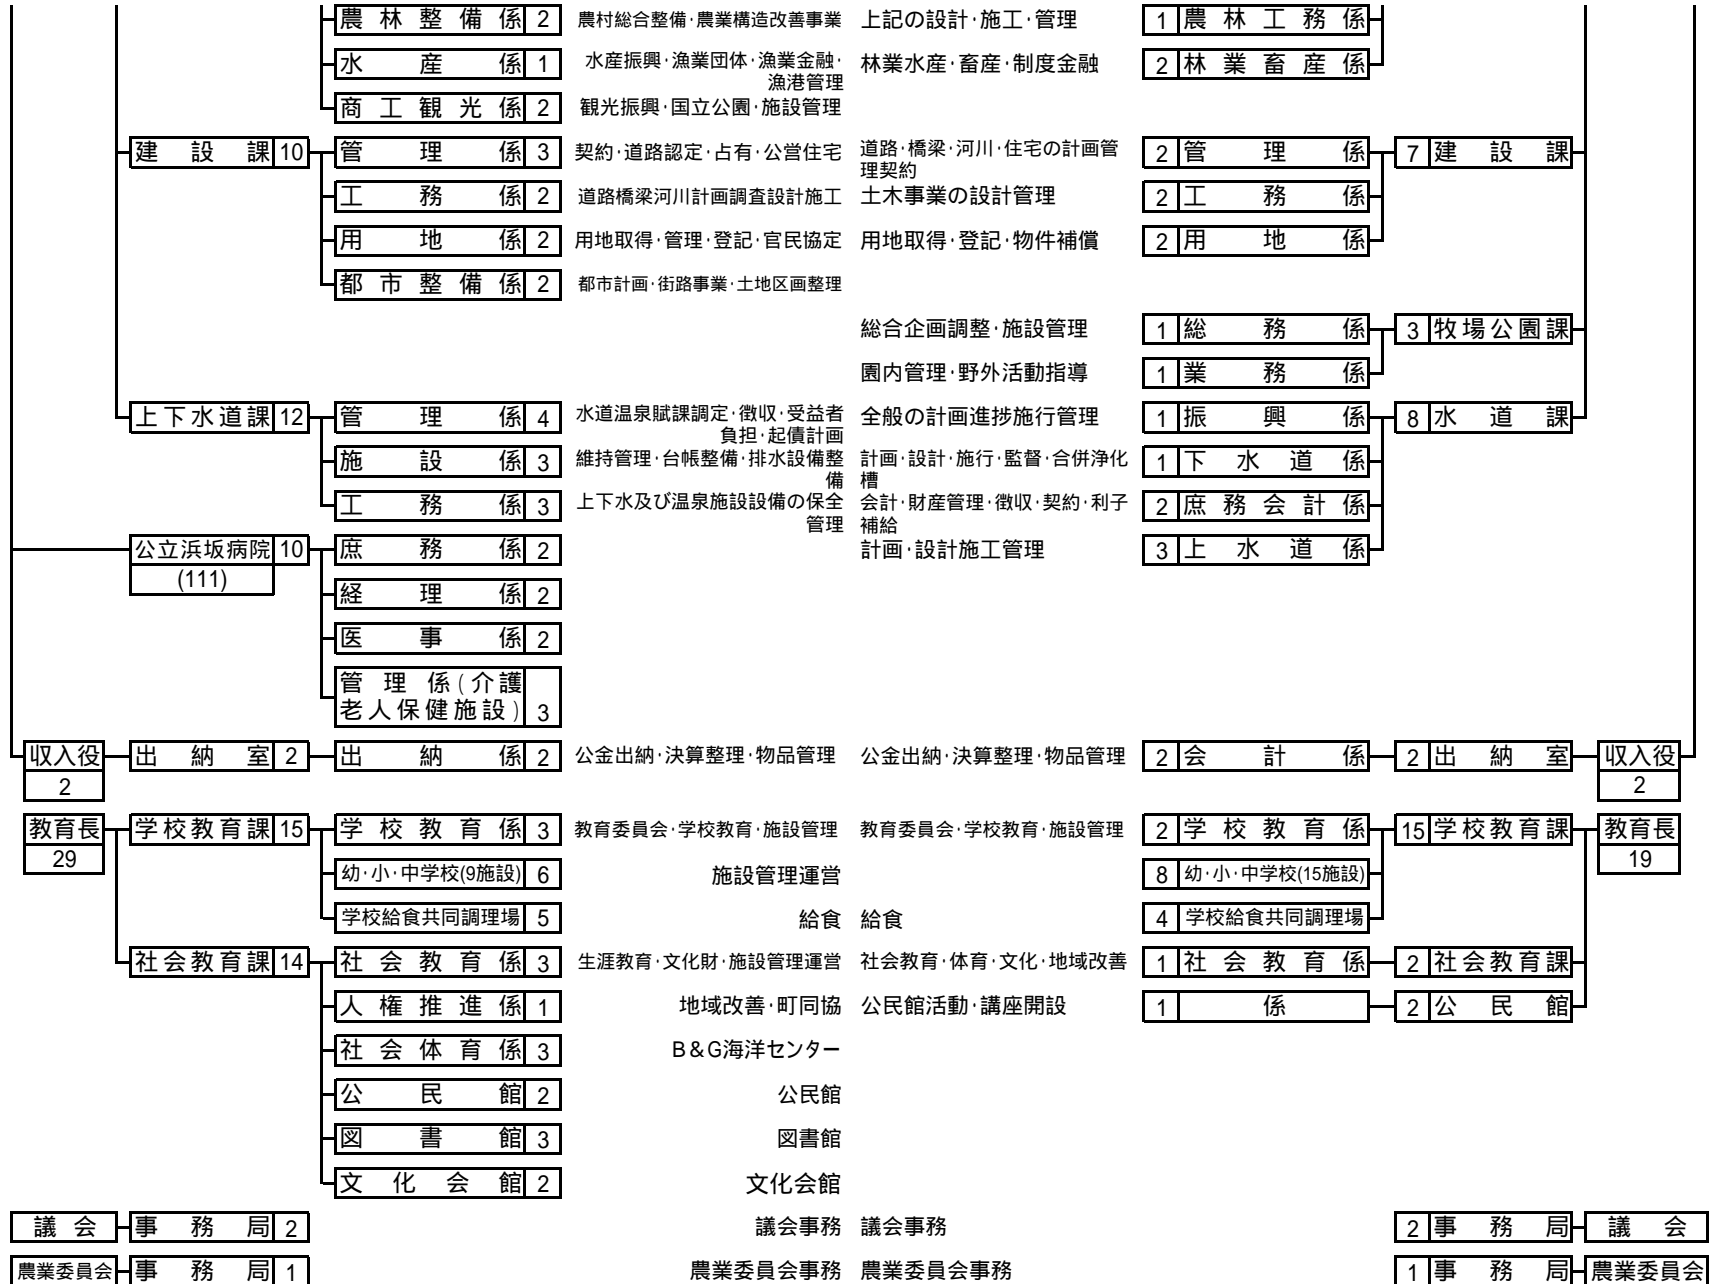 農林整備係 2 農村総合整備·農業構造改善事業 上記の設計·施工·管理 1 農林工務係
水産係 1 水産振興·漁業団体·漁業金融· 林業水産·畜産·制度金融 2 林業畜産係
漁港管理
商工観光係 2 観光振興·国立公園·施設管理
建設課 10 管理係 3 契約·道路認定·占有·公営住宅 道路·橋梁·河川·住宅の計画管 2 管理係 7 建設課
理契約
工務係 2 道路橋梁河川計画調査設計施工 土木事業の設計管理 2 工務係
用地係 2 用地取得·管理·登記·官民協定 用地取得·登記·物件補償 2 用地係
都市整備係 2 都市計画·街路事業·土地区画整理
総合企画調整·施設管理 1 総務係 3 牧場公園課
園内管理·野外活動指導 1 業務係
上下水道課 12 管理係 4 水道温泉賦課調定·徴収·受益者 全般の計画進捗施行管理 1 振興係 8 水道課
負担·起債計画
施設係 3 維持管理·台帳整備·排水設備整 計画·設計·施行·監督·合併浄化 1 下水道係
備 槽
工務係 3 上下水及び温泉施設設備の保全 会計·財産管理·徴収·契約·利子 2 庶務会計係
管理 補給
公立浜坂病院 10 庶務係 2 計画·設計施工管理 3 上水道係
(111)
経理係 2
医事係 2
管理係(介護
老人保健施設) 3
収入役 出納室 2 出納係 2 公金出納·決算整理·物品管理 公金出納·決算整理·物品管理 2 会計係 2 出納室 収入役
2 2
教育長 学校教育課 15 学校教育係 3 教育委員会·学校教育·施設管理 教育委員会·学校教育·施設管理 2 学校教育係 15 学校教育課 教育長
29 19
幼·小·中学校(9施設) 6 施設管理運営 8 幼·小·中学校(15施設)
学校給食共同調理場 5 給食 給食 4 学校給食共同調理場
社会教育課 14 社会教育係 3 生涯教育·文化財·施設管理運営 社会教育·体育·文化·地域改善 1 社会教育係 2 社会教育課
人権推進係 1 地域改善·町同協 公民館活動·講座開設 1 係 2 公民館
社会体育係 3 B&G海洋センター
公民館 2 公民館
図書館 3 図書館
文化会館 2 文化会館
議会 事務局 2 議会事務 議会事務 2 事務局 議会
農業委員会 事務局 1 農業委員会事務 農業委員会事務 1 事務局 農業委員会